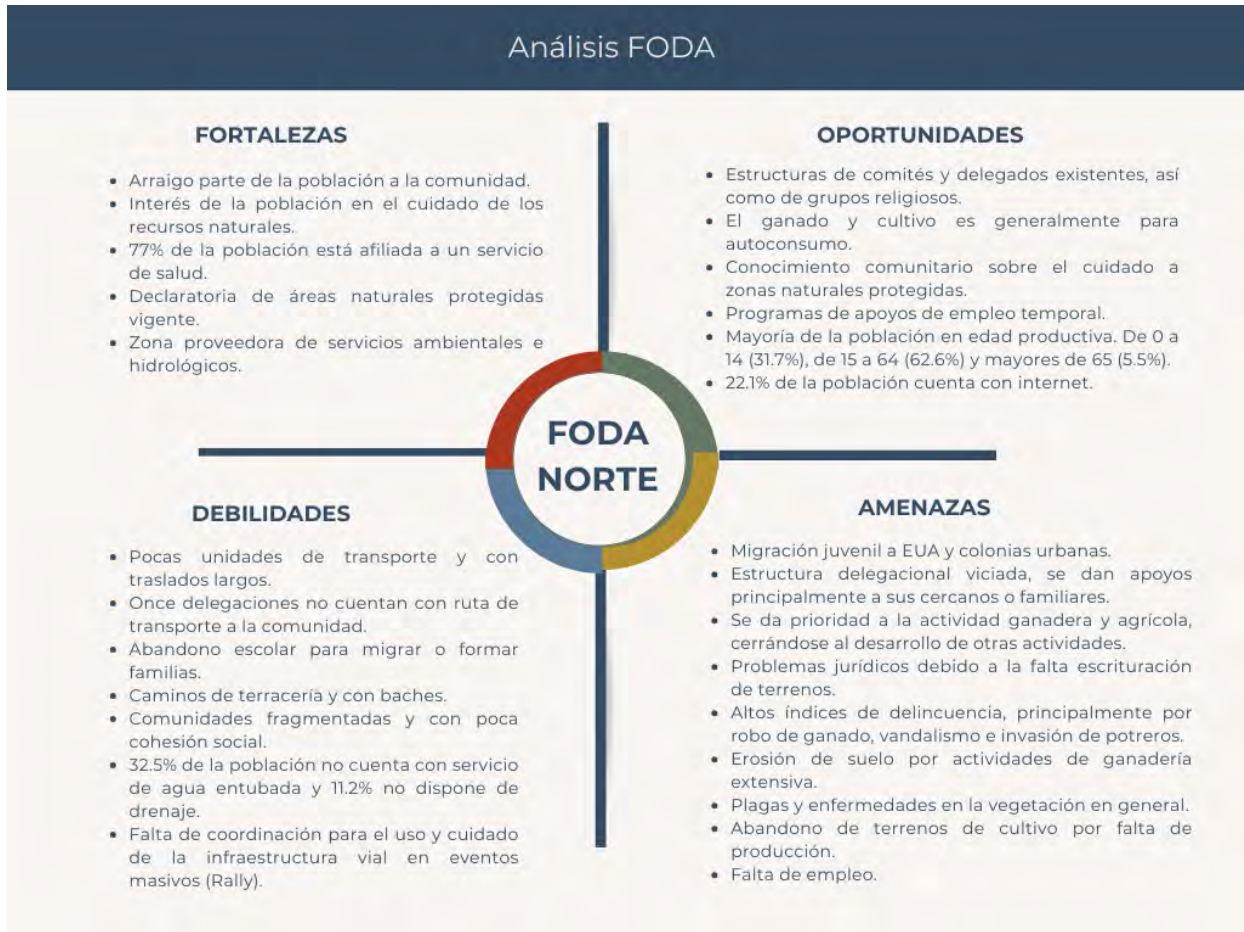 Análisis FODA
FORTALEZAS
• Arraigo parte de la población a la comunidad.
• Interés de la población en el cuidado de los
recursos naturales.
• 77% de la población está afiliada a un servicio
de salud.
• Declaratoria de áreas naturales protegidas
vigente.
• Zona proveedora de servicios ambientales e
hidrológicos.
OPORTUNIDADES
• Estructuras de comités y delegados existentes, así
como de grupos religiosos.
• El ganado y cultivo es generalmente para
autoconsumo.
• Conocimiento comunitario sobre el cuidado a
zonas naturales protegidas.
• Programas de apoyos de empleo temporal.
• Mayoría de la población en edad productiva. De 0 a
14 (31.7%), de 15 a 64 (62.6%) y mayores de 65 (5.5%).
• 22.1% de la población cuenta con internet.
FODA
NORTE
DEBILIDADES
• Pocas unidades de transporte y con
traslados largos.
• Once delegaciones no cuentan con ruta de
transporte a la comunidad.
• Abandono escolar para migrar o formar
familias.
• Caminos de terracería y con baches.
• Comunidades fragmentadas y con poca
cohesión social.
• 32.5% de la población no cuenta con servicio
de agua entubada y 11.2% no dispone de
drenaje.
• Falta de coordinación para el uso y cuidado
de la infraestructura vial en eventos
masivos (Rally).
AMENAZAS
• Migración juvenil a EUA y colonias urbanas.
• Estructura delegacional viciada, se dan apoyos
principalmente a sus cercanos o familiares.
• Se da prioridad a la actividad ganadera y agrícola,
cerrándose al desarrollo de otras actividades.
• Problemas jurídicos debido a la falta escrituración
de terrenos.
• Altos índices de delincuencia, principalmente por
robo de ganado, vandalismo e invasión de potreros.
• Erosión de suelo por actividades de ganadería
extensiva.
• Plagas y enfermedades en la vegetación en general.
• Abandono de terrenos de cultivo por falta de
producción.
• Falta de empleo.